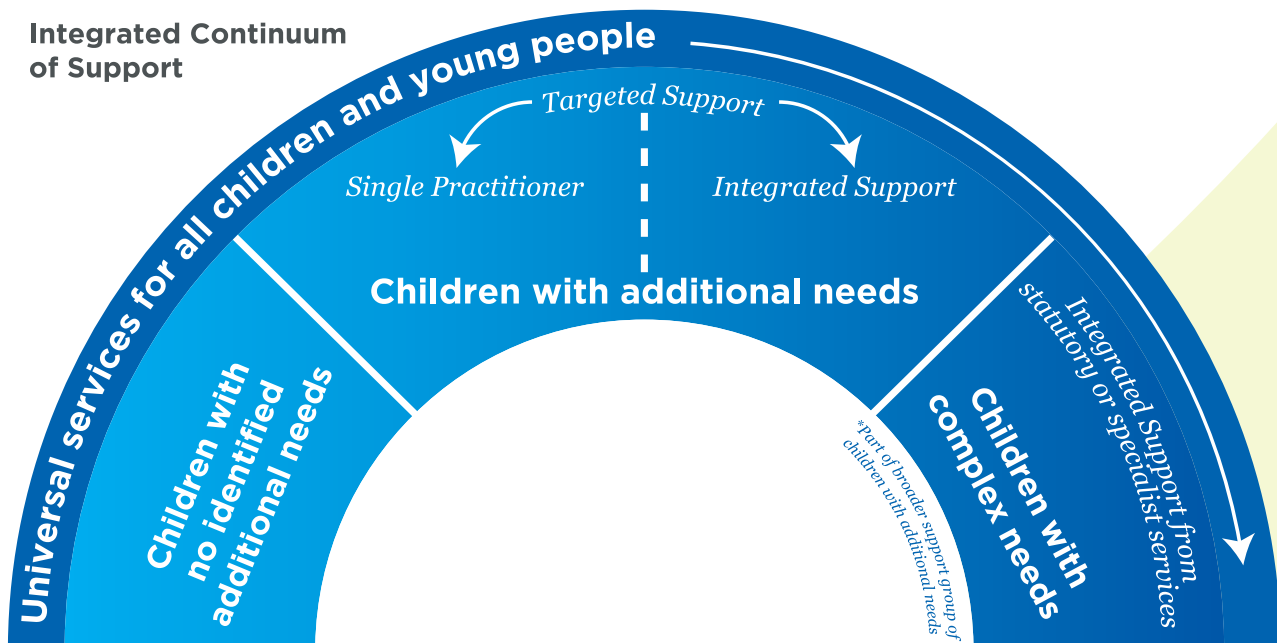 Integrated Continuum
of Support
Universal services for all children and young people
Targeted Support
Single Practitioner
Integrated Support
Children with additional needs
Children with
no identified
additional needs
Children with
complex needs
Integrated Support from
statutory or specialist services
*Part of broader support group of
children with additional needs